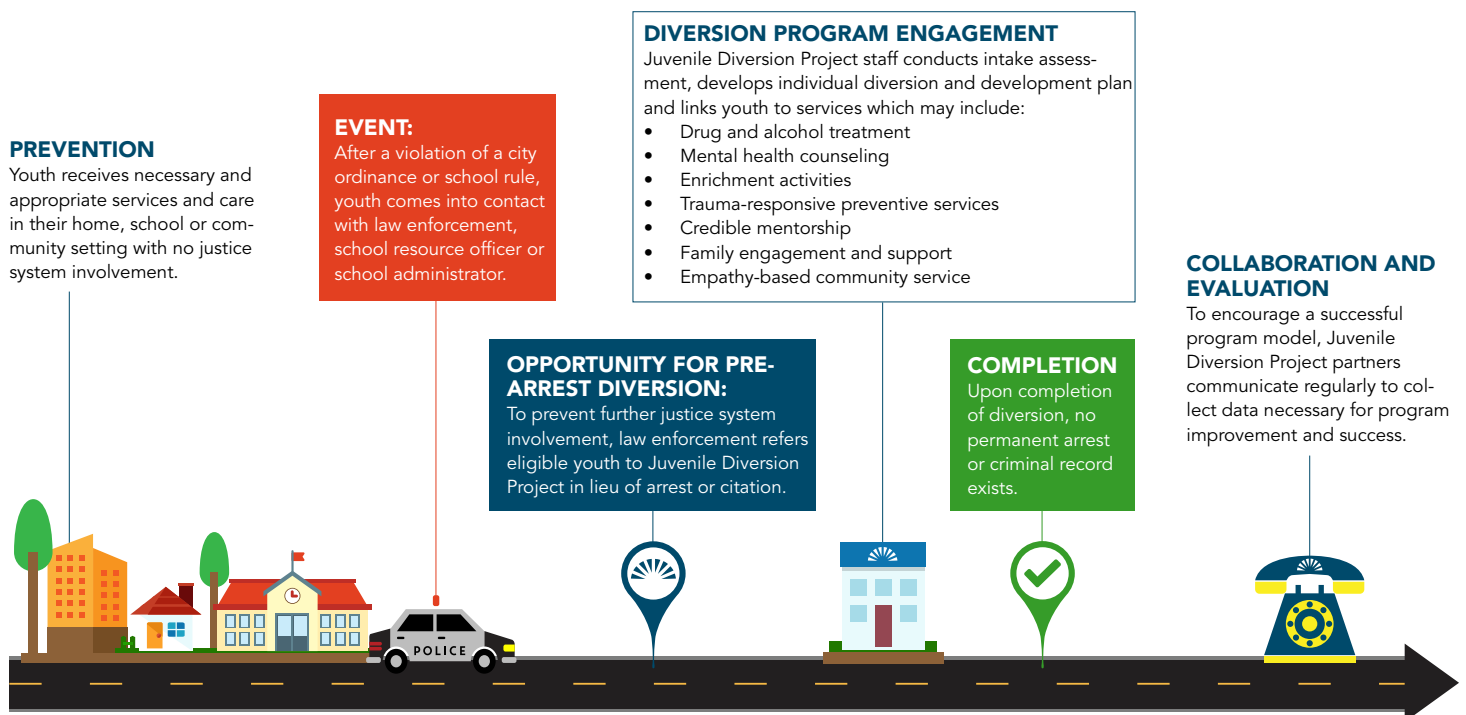 PREVENTION
Youth receives necessary and
appropriate services and care
in their home, school or com-
munity setting with no justice
system involvement.
EVENT:
After a violation of a city
ordinance or school rule,
youth comes into contact
with law enforcement,
school resource officer or
school administrator.
OPPORTUNITY FOR PRE-
ARREST DIVERSION:
To prevent further justice system
involvement, law enforcement refers
eligible youth to Juvenile Diversion
Project in lieu of arrest or citation.
DIVERSION PROGRAM ENGAGEMENT
Juvenile Diversion Project staff conducts intake assess-
ment, develops individual diversion and development plan
and links youth to services which may include:
• Drug and alcohol treatment
• Mental health counseling
• Enrichment activities
• Trauma-responsive preventive services
• Credible mentorship
• Family engagement and support
• Empathy-based community service
COMPLETION
Upon completion
of diversion, no
permanent arrest
or criminal record
exists.
COLLABORATION AND
EVALUATION
To encourage a successful
program model, Juvenile
Diversion Project partners
communicate regularly to col-
lect data necessary for program
improvement and success.
POLICE